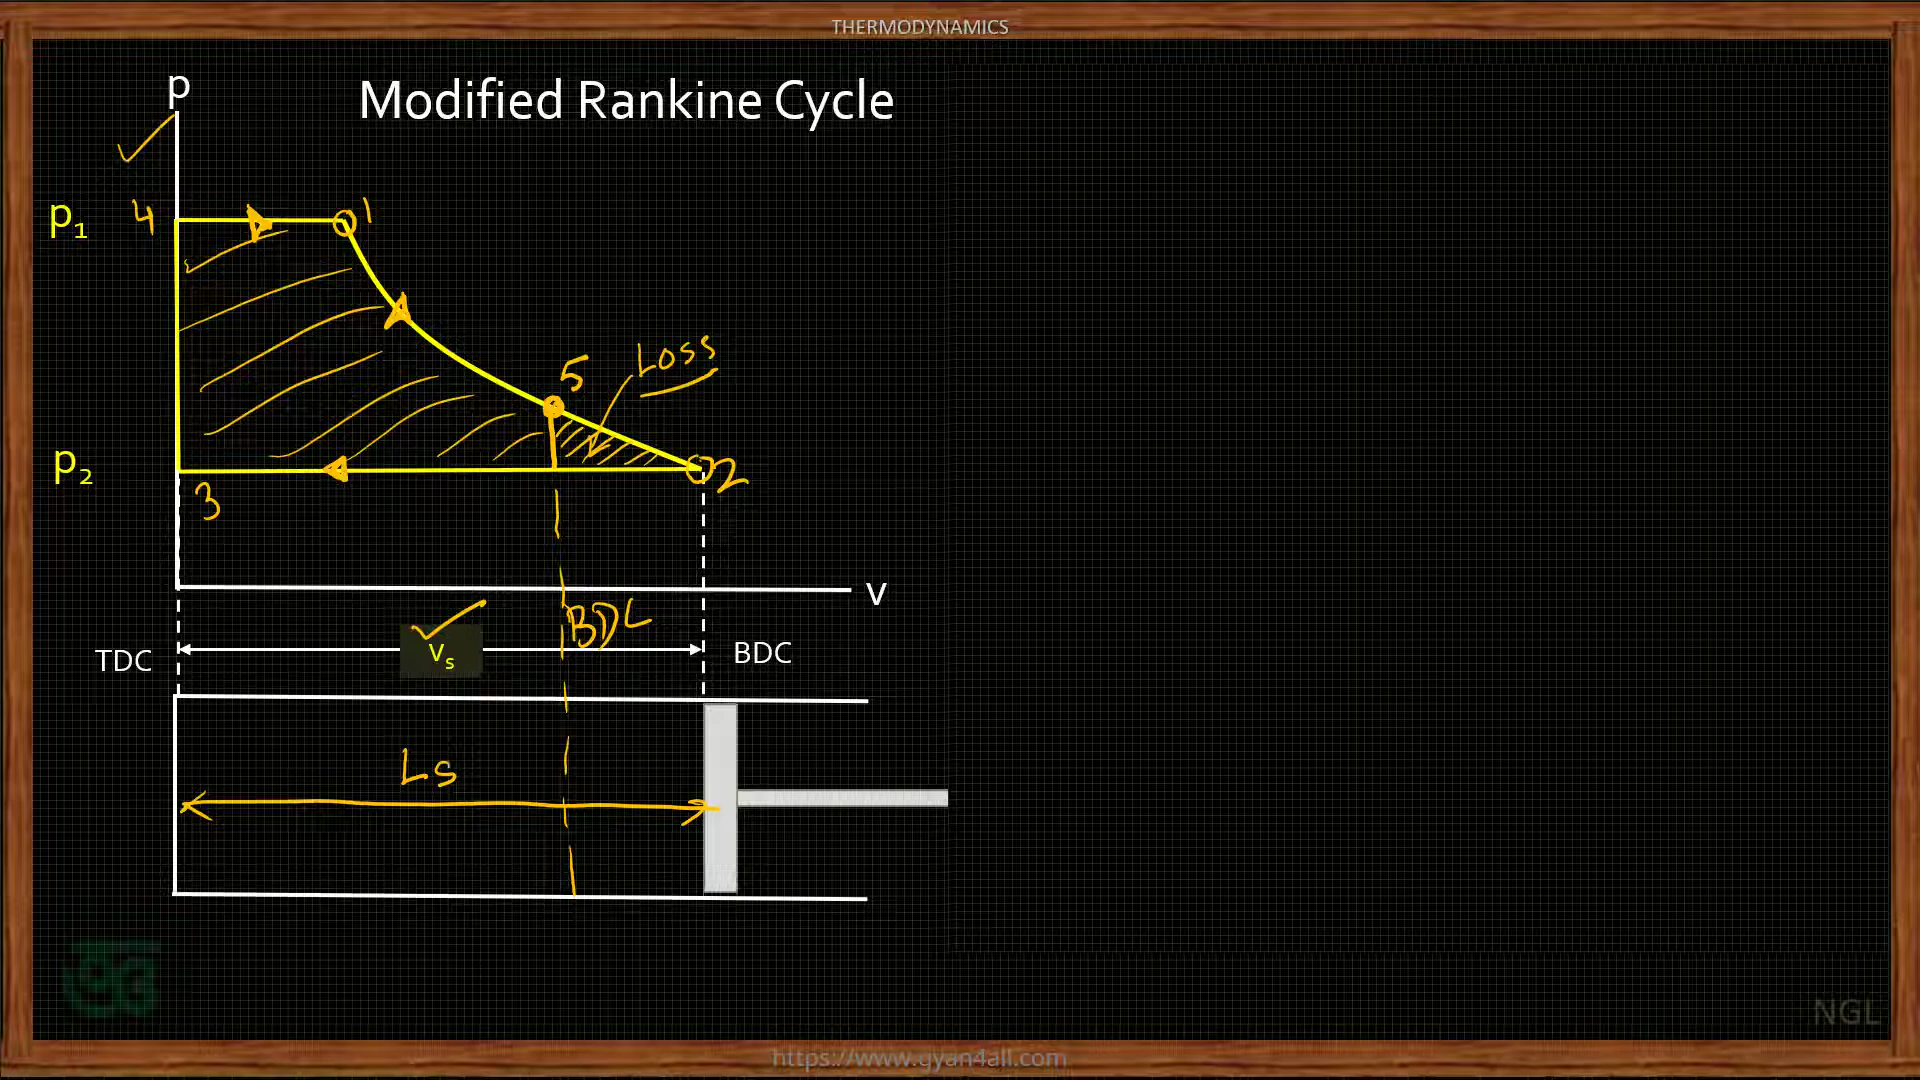 THERMODYNAMICS
p
Modified Rankine Cycle
p1
4
1
5
Loss
p2
3
2
v
BDC
vs
TDC
BDC
Ls
NGL
https://www.gyan4all.com